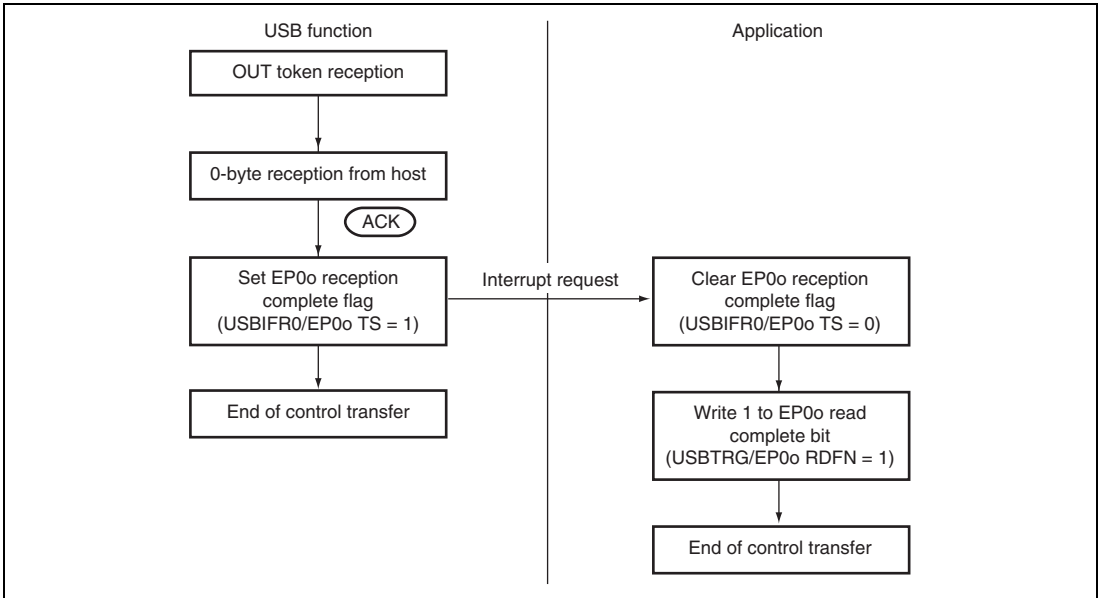 USB function
Application
OUT token reception
0-byte reception from host
ACK
Set EP0o reception
complete flag
(USBIFR0/EP0o TS = 1)
Interrupt request
Clear EP0o reception
complete flag
(USBIFR0/EP0o TS = 0)
End of control transfer
Write 1 to EP0o read
complete bit
(USBTRG/EP0o RDFN = 1)
End of control transfer